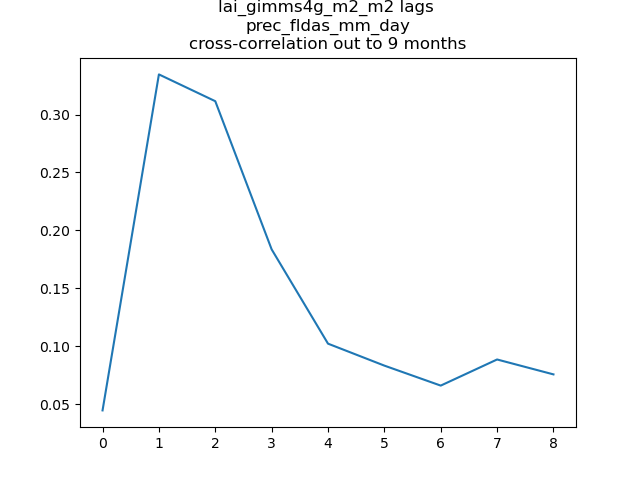 lai_gimms4g_m2_m2 lags
prec_fldas_mm_day
cross-correlation out to 9 months
0.30
0.25
0.20
0.15
0.10
0.05
0 1 2 3 4 5 6 7 8